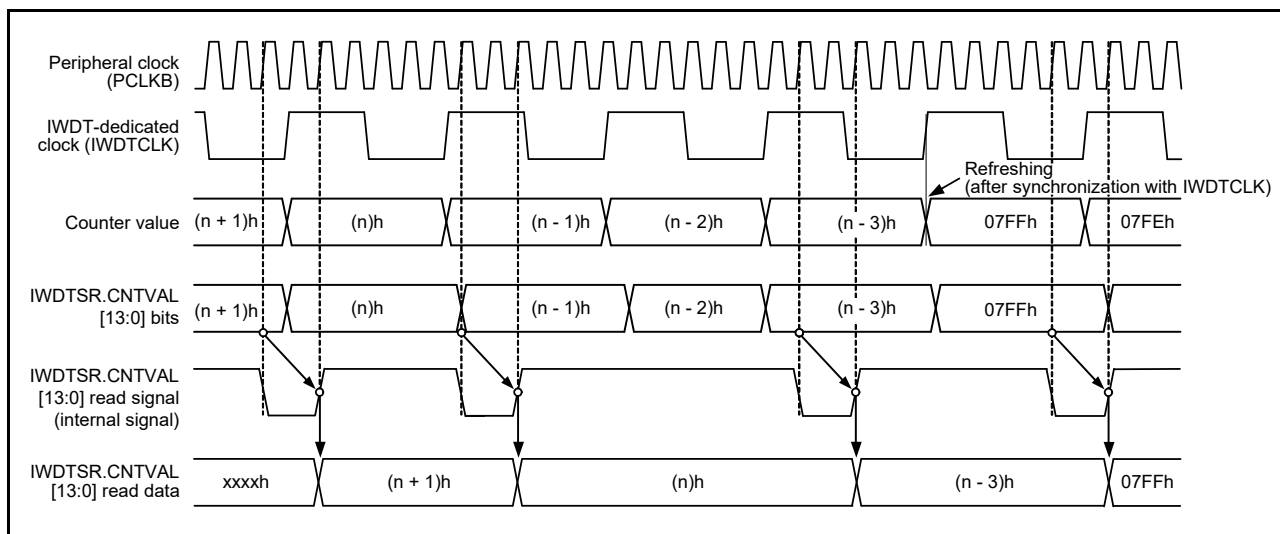 Peripheral clock
(PCLKB)
IWDT-dedicated
clock (IWDTCLK)
Refreshing
(after synchronization with IWDTCLK)
Counter value
(n + 1)h
(n)h
(n - 1)h
(n - 2)h
(n - 3)h
07FFh
07FEh
IWDTSR.CNTVAL
[13:0] bits
(n + 1)h
(n)h
(n - 1)h
(n - 2)h
(n - 3)h
07FFh
IWDTSR.CNTVAL
[13:0] read signal
(internal signal)
IWDTSR.CNTVAL
[13:0] read data
xxxxh
(n + 1)h
(n)h
(n - 3)h
07FFh